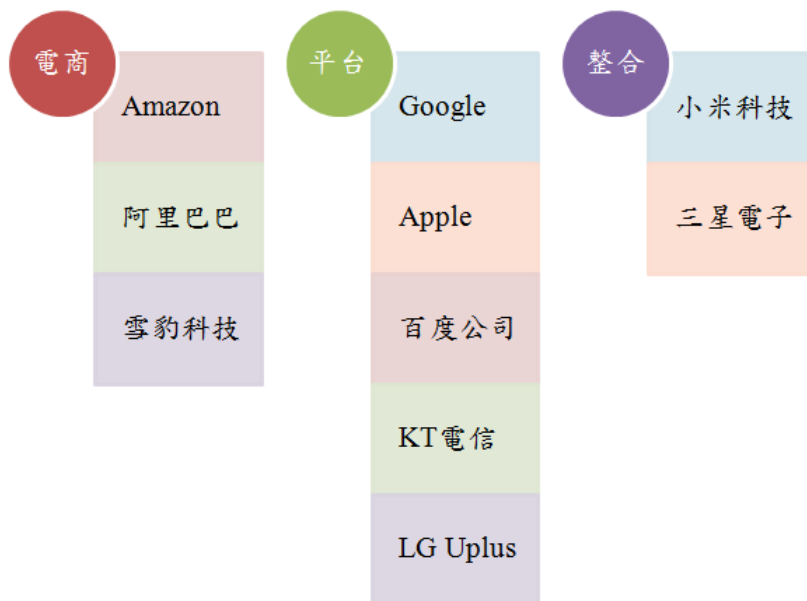 電商
Amazon
阿里巴巴
雪豹科技
平台
Google
Apple
百度公司
KT電信
LG Uplus
整合
小米科技
三星電子